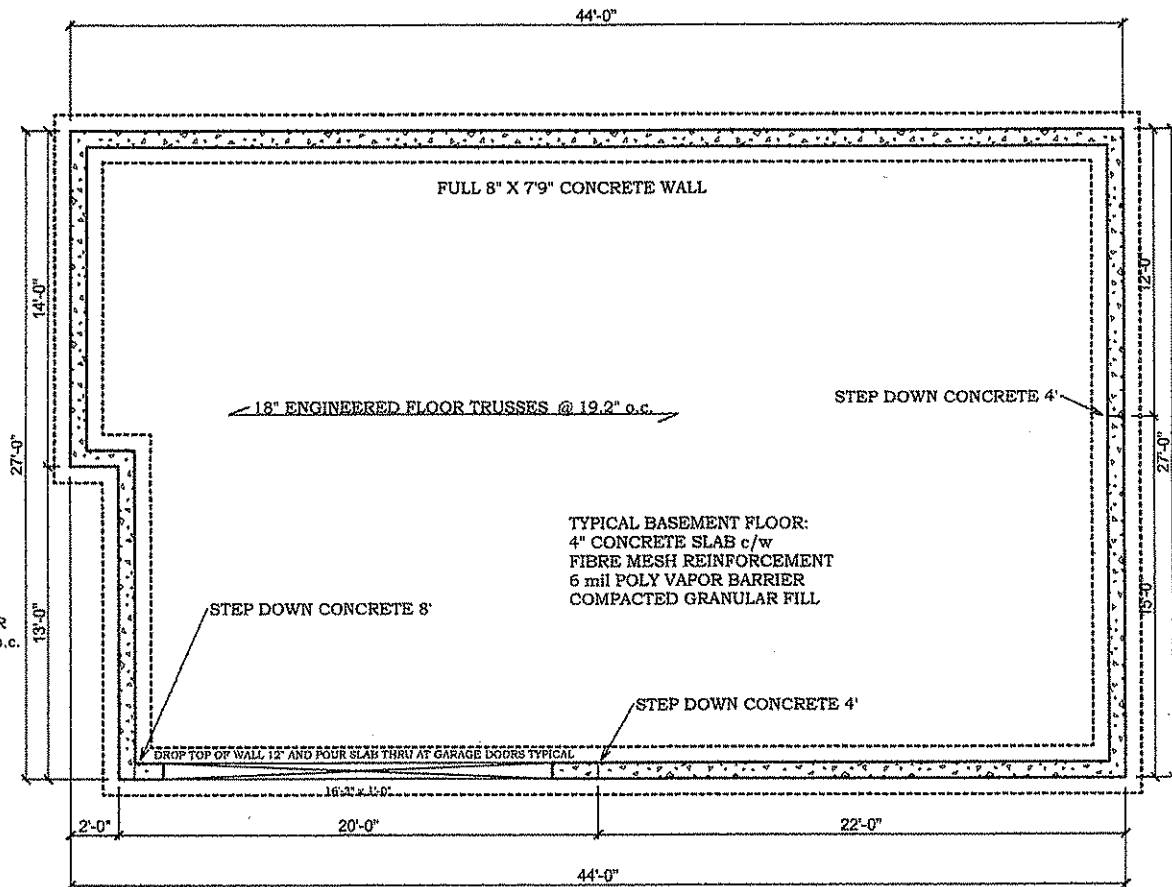 44'-0"
FULL 8" X 7'9" CONCRETE WALL
14'-0"
12'-0"
27'-0"
18" ENGINEERED FLOOR TRUSSES @ 19.2" o.c.
STEP DOWN CONCRETE 4'
27'-0"
TYPICAL BASEMENT FLOOR:
4" CONCRETE SLAB c/w
FIBRE MESH REINFORCEMENT
6 mil POLY VAPOR BARRIER
COMPACTED GRANULAR FILL
13'-0"
o.c.
15'-0"
STEP DOWN CONCRETE 8'
STEP DOWN CONCRETE 4'
DROP TOP OF WALL 12" AND POUR SLAB THRU AT GARAGE DOORS TYPICAL
16'-3" x 1'-0"
2'-0"
20'-0"
22'-0"
44'-0"